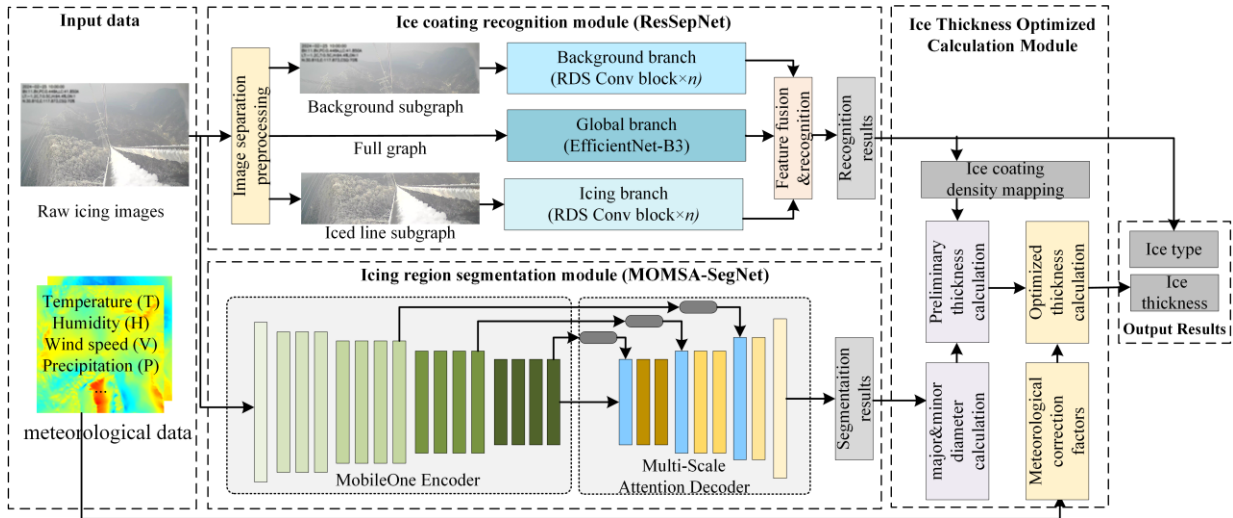 Input data
Raw icing images
Temperature (T)
Humidity (H)
Wind speed (V)
Precipitation (P)
...
meteorological data
Ice coating recognition module (ResSepNet)
Image separation
preprocessing
Background subgraph
Full graph
Iced line subgraph
Background branch
(RDS Conv block×n)
Global branch
(EfficientNet-B3)
Icing branch
(RDS Conv block×n)
Feature fusion
&recognition
Recognition
results
Icing region segmentation module (MOMSA-SegNet)
MobileOne Encoder
Multi-Scale
Attention Decoder
Segmentaition
results
Ice Thickness Optimized
Calculation Module
Ice coating
density mapping
Preliminary
thickness
calculation
Optimized
thickness
calculation
major&minor
diameter
calculation
Meteorological
correction
factors
Ice type
Ice
thickness
Output Results